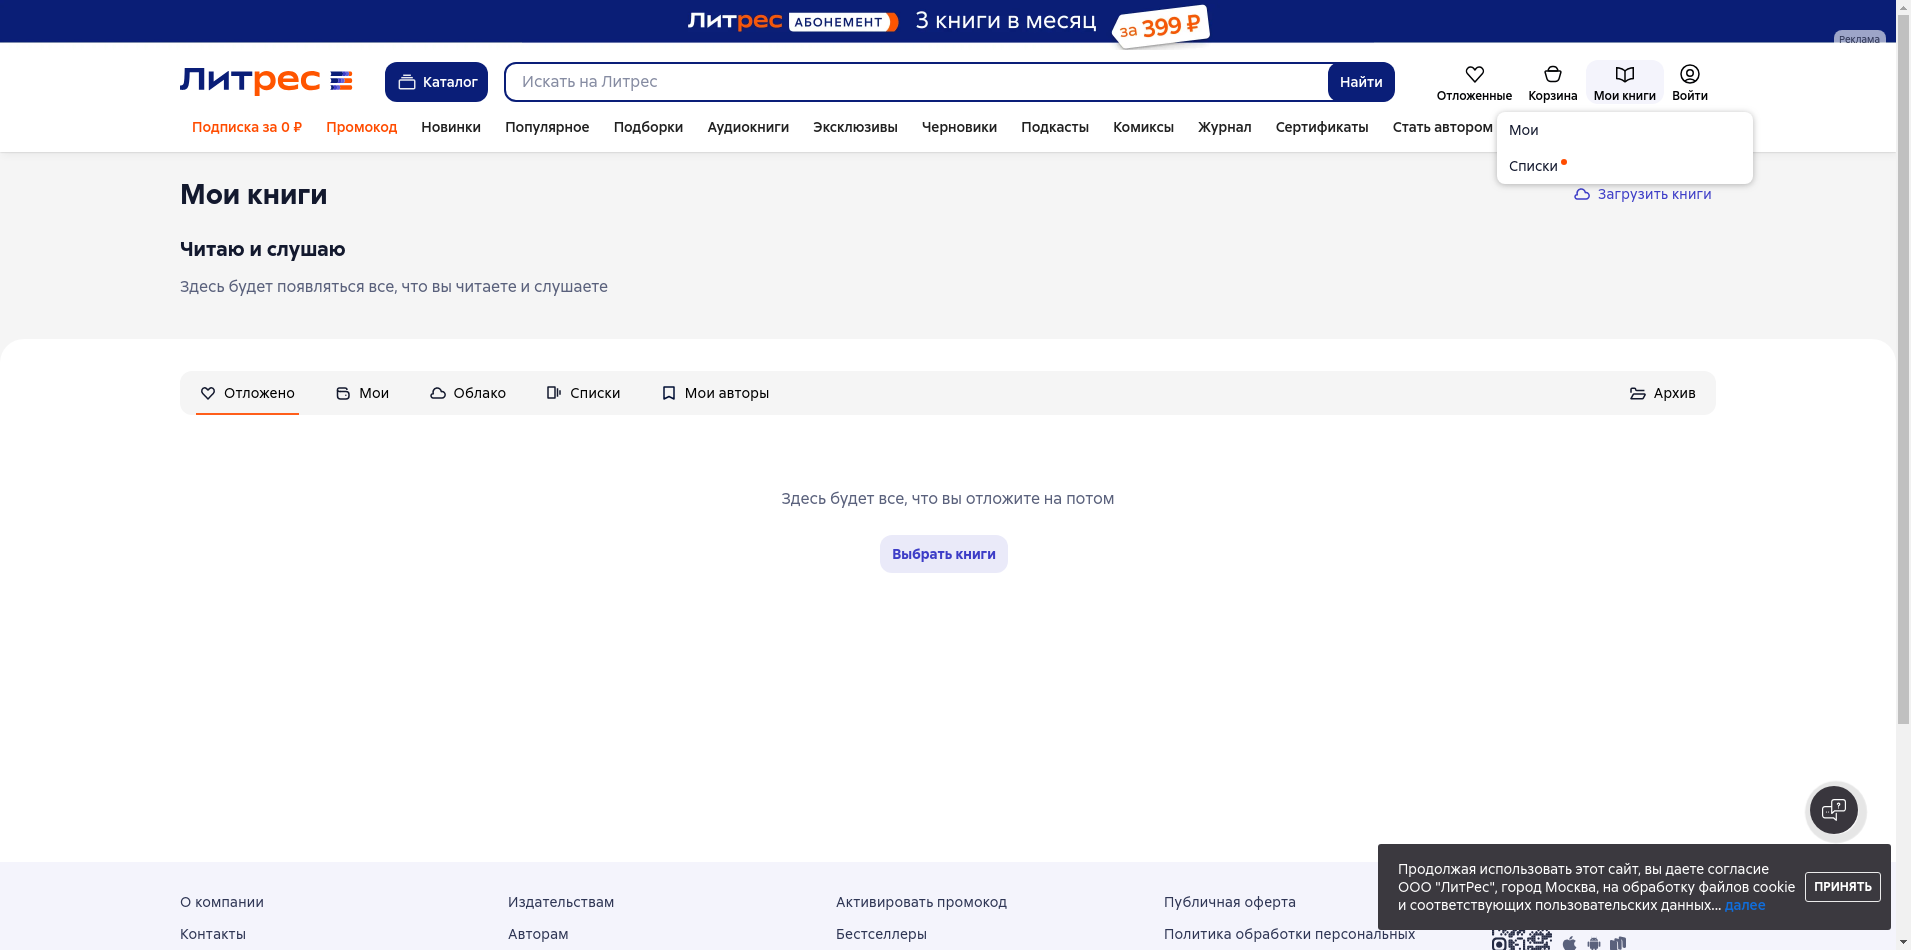 Литрес АБОНЕМЕНТ 3 книги в месяц за 399 ₽
Реклама
Литрес
Каталог
Искать на Литрес
Найти
Отложенные
Корзина
Мои книги
Войти
Подписка за 0 ₽
Промокод
Новинки
Популярное
Подборки
Аудиокниги
Эксклюзивы
Черновики
Подкасты
Комиксы
Журнал
Сертификаты
Стать автором
Мои
Списки
Мои книги
Загрузить книги
Читаю и слушаю
Здесь будет появляться все, что вы читаете и слушаете
Отложено
Мои
Облако
Списки
Мои авторы
Архив
Здесь будет все, что вы отложите на потом
Выбрать книги
Продолжая использовать этот сайт, вы даете согласие
ООО "ЛитРес", город Москва, на обработку файлов cookie
и соответствующих пользовательских данных... далее
ПРИНЯТЬ
О компании
Издательствам
Активировать промокод
Публичная оферта
Контакты
Авторам
Бестселлеры
Политика обработки персональных